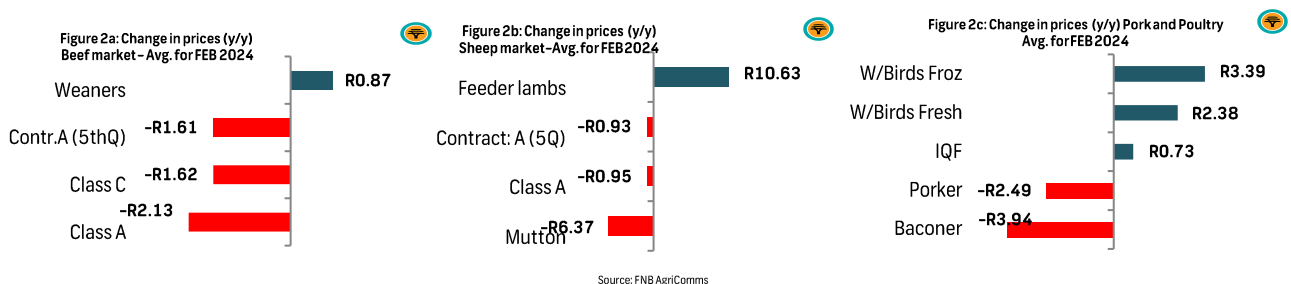 Figure 2a: Change in prices (y/y)
Beef market - Avg. for FEB 2024
Weaners
R0.87
Contr.A (5thQ)
-R1.61
Class C
-R1.62
Class A
-R2.13
Figure 2b: Change in prices (y/y)
Sheep market-Avg. for FEB 2024
Feeder lambs
R10.63
Contract: A (5Q)
-R0.93
Class A
-R0.95
Mutton
-R6.37
Figure 2c: Change in prices (y/y) Pork and Poultry
Avg. for FEB 2024
W/Birds Froz
R3.39
W/Birds Fresh
R2.38
IQF
R0.73
Porker
-R2.49
Baconer
-R3.94
Source: FNB AgriComms